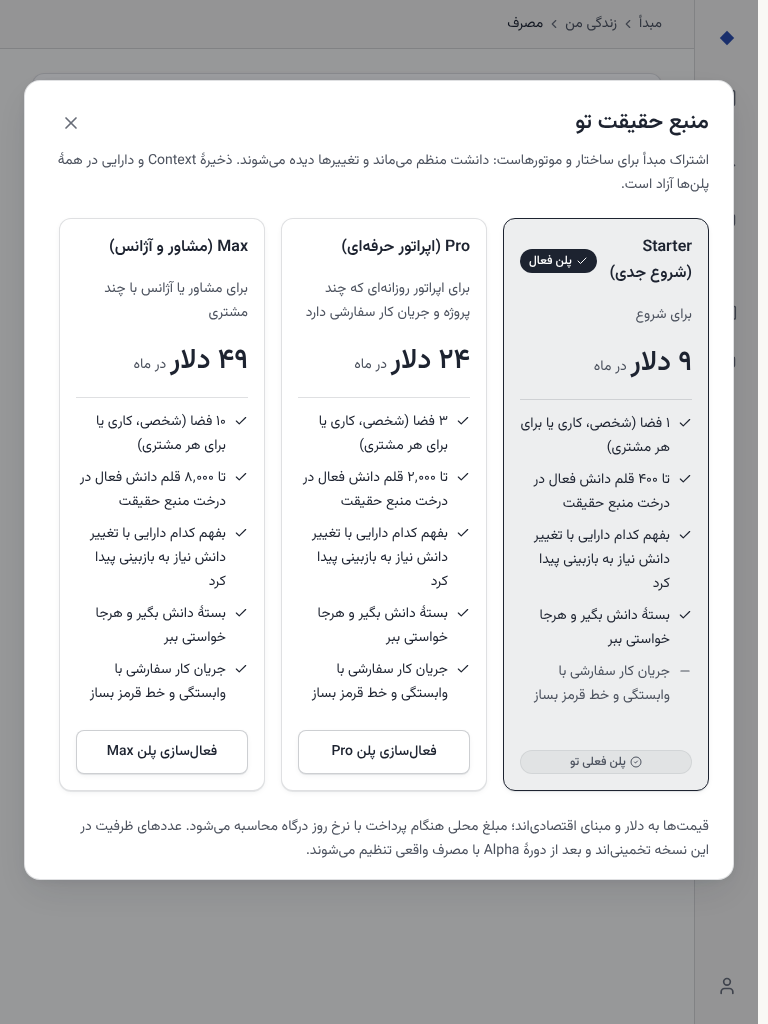 مبدأ › زندگی من › مصرف
منبع حقیقت تو
اشتراک مبدأ برای ساختار و موتورهاست: دانشت منظم می‌ماند و تغییرها دیده می‌شوند. ذخیرهٔ Context و دارایی در همهٔ
پلن‌ها آزاد است.
Starter
(شروع جدی)
پلن فعال
برای شروع
۹ دلار در ماه
۱ فضا (شخصی، کاری یا برای
هر مشتری)
تا ۴۰۰ قلم دانش فعال در
درخت منبع حقیقت
بفهم کدام دارایی با تغییر
دانش نیاز به بازبینی پیدا
کرد
بستهٔ دانش بگیر و هرجا
خواستی ببر
جریان کار سفارشی با
وابستگی و خط قرمز بساز
پلن فعلی تو
Pro (اپراتور حرفه‌ای)
برای اپراتور روزانه‌ای که چند
پروژه و جریان کار سفارشی دارد
۲۴ دلار در ماه
۳ فضا (شخصی، کاری یا
برای هر مشتری)
تا ۲,۰۰۰ قلم دانش فعال در
درخت منبع حقیقت
بفهم کدام دارایی با تغییر
دانش نیاز به بازبینی پیدا
کرد
بستهٔ دانش بگیر و هرجا
خواستی ببر
جریان کار سفارشی با
وابستگی و خط قرمز بساز
فعال‌سازی پلن Pro
Max (مشاور و آژانس)
برای مشاور یا آژانس با چند
مشتری
۴۹ دلار در ماه
۱۰ فضا (شخصی، کاری یا
برای هر مشتری)
تا ۸,۰۰۰ قلم دانش فعال در
درخت منبع حقیقت
بفهم کدام دارایی با تغییر
دانش نیاز به بازبینی پیدا
کرد
بستهٔ دانش بگیر و هرجا
خواستی ببر
جریان کار سفارشی با
وابستگی و خط قرمز بساز
فعال‌سازی پلن Max
قیمت‌ها به دلار و مبنای اقتصادی‌اند؛ مبلغ محلی هنگام پرداخت با نرخ روز درگاه محاسبه می‌شود. عددهای ظرفیت در
این نسخه تخمینی‌اند و بعد از دورهٔ Alpha با مصرف واقعی تنظیم می‌شوند.